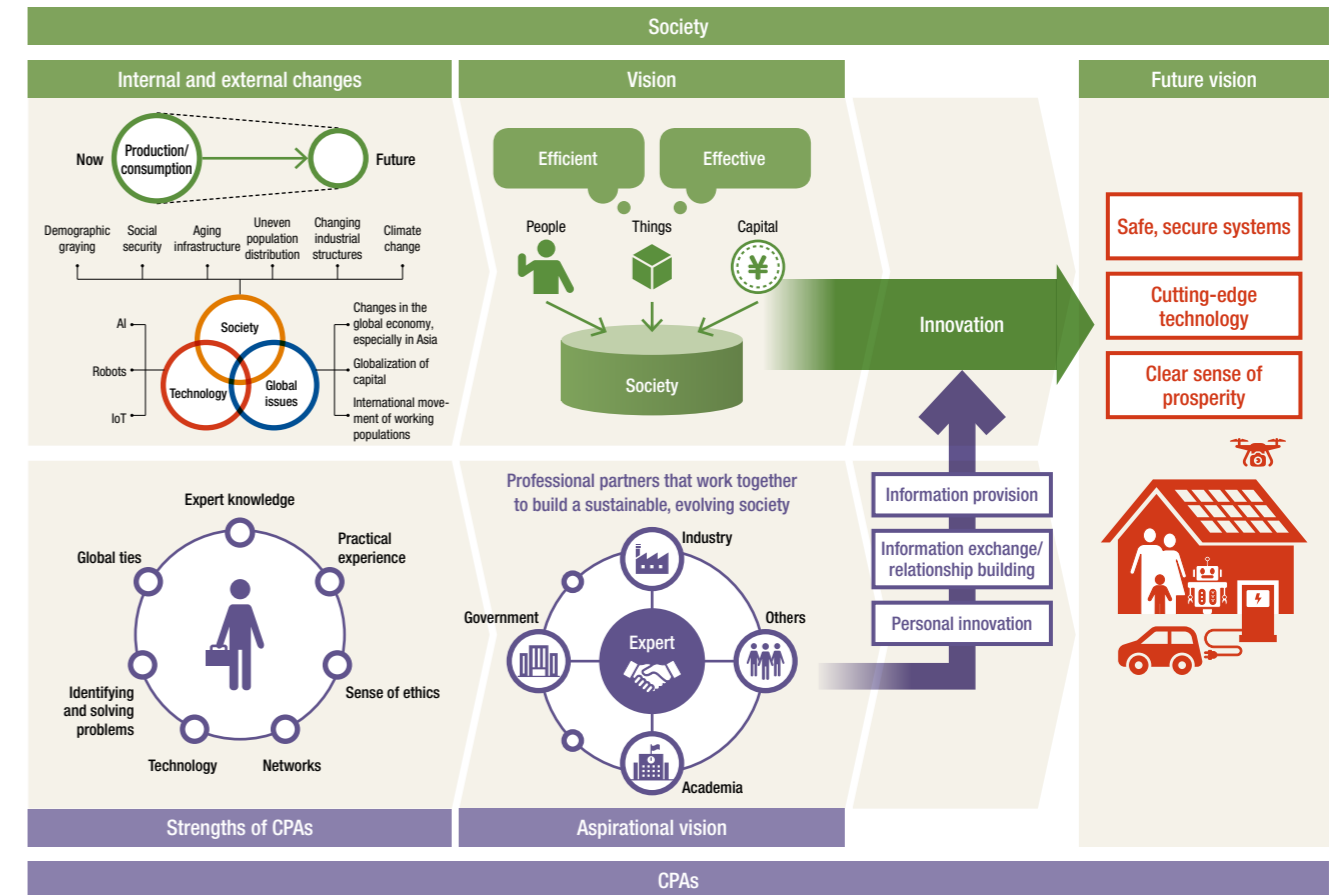 Society
Internal and external changes
Now
Production/
consumption
Future
Demographic
graying
Social
security
Aging
infrastructure
Uneven
population
distribution
Changing
industrial
structures
Climate
change
AI
Robots
IoT
Society
Technology
Global
issues
Changes in the
global economy,
especially in Asia
Globalization of
capital
International move-
ment of working
populations
Vision
Efficient
Effective
People
Things
Capital
¥
Society
Innovation
Future vision
Safe, secure systems
Cutting-edge
technology
Clear sense of
prosperity
Expert knowledge
Practical
experience
Global ties
Sense of ethics
Identifying
and solving
problems
Technology
Networks
Strengths of CPAs
Professional partners that work together
to build a sustainable, evolving society
Industry
Government
Others
Expert
Academia
Aspirational vision
Information provision
Information exchange/
relationship building
Personal innovation
CPAs